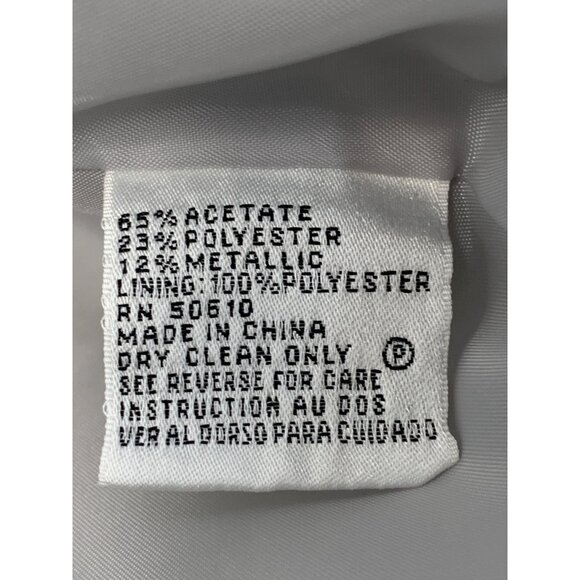 65% ACETATE
23% POLYESTER
12% METALLIC
LINING: 100% POLYESTER
RN 50610
MADE IN CHINA
DRY CLEAN ONLY Ⓟ
SEE REVERSE FOR CARE
INSTRUCTION AU DOS
VER AL DORSO PARA CUIDADO